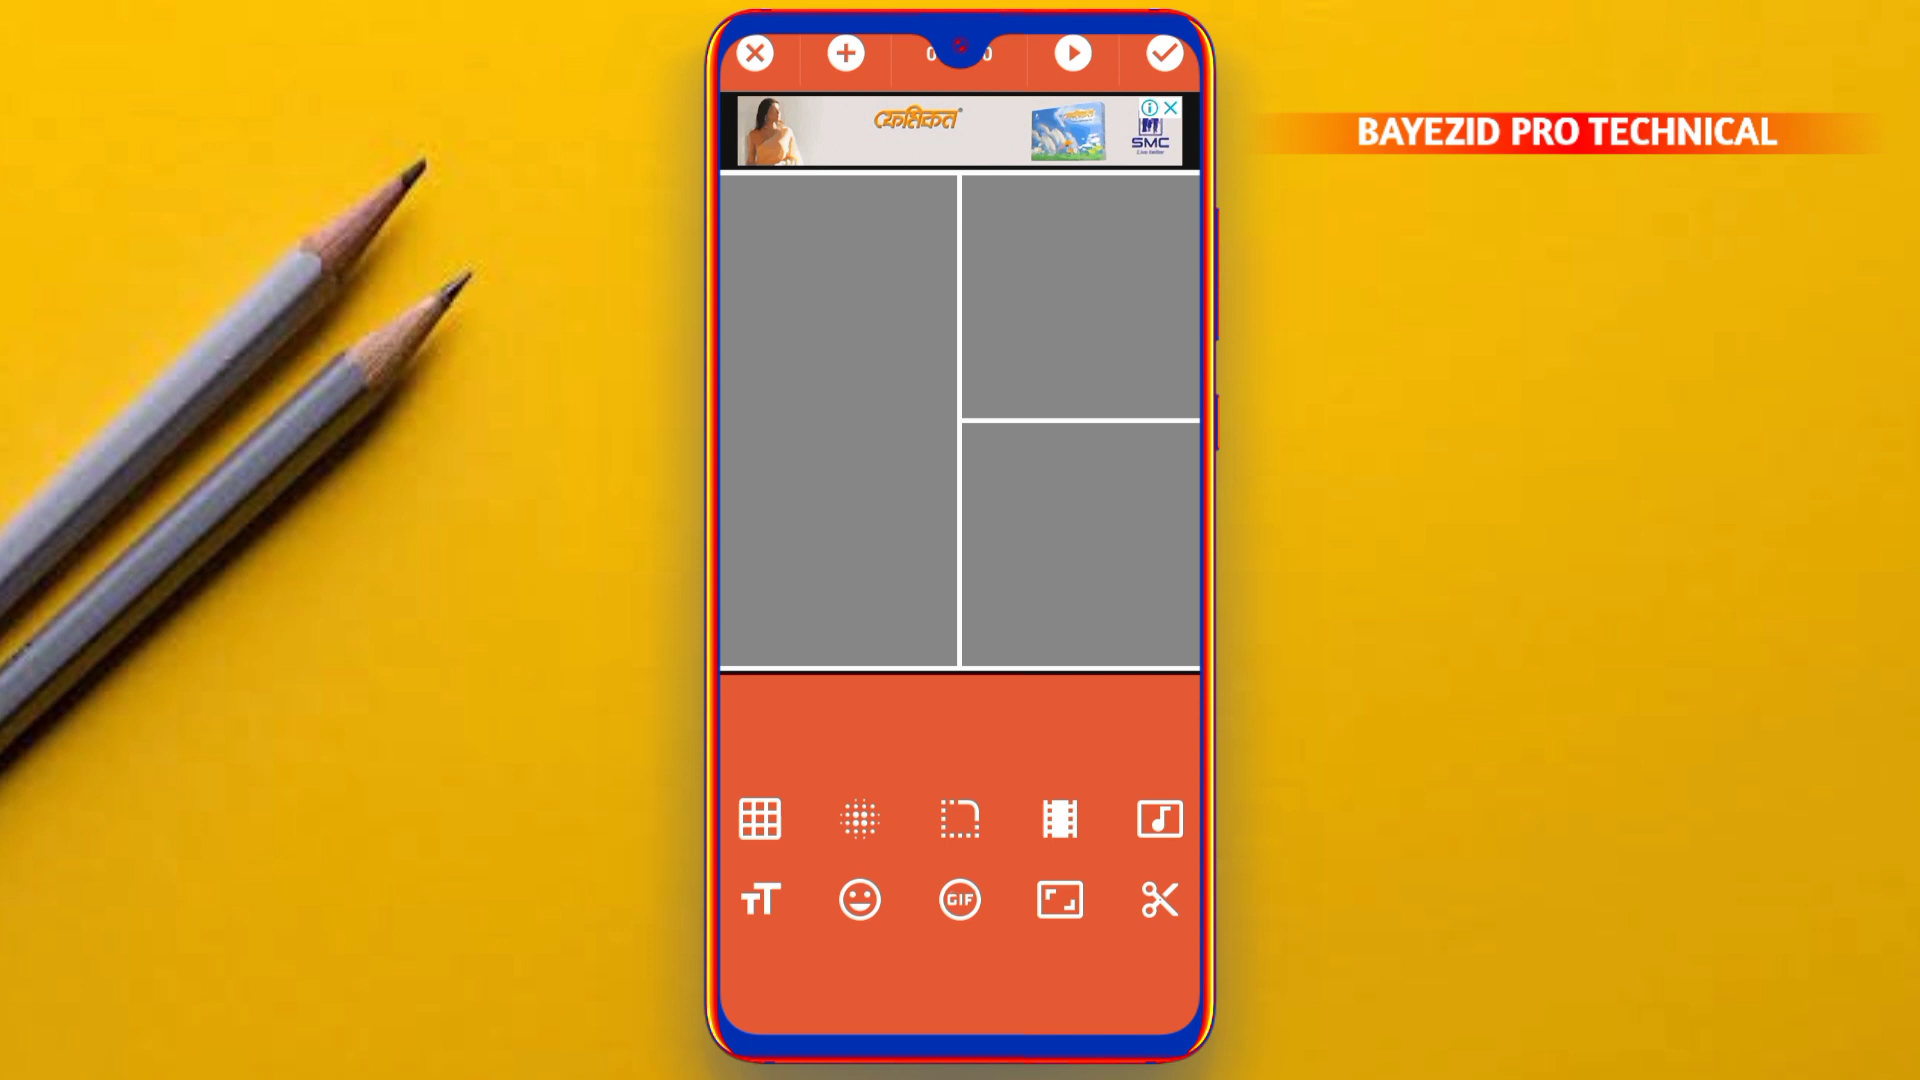 BAYEZID PRO TECHNICAL
ফেমিকন
SMC
GIF